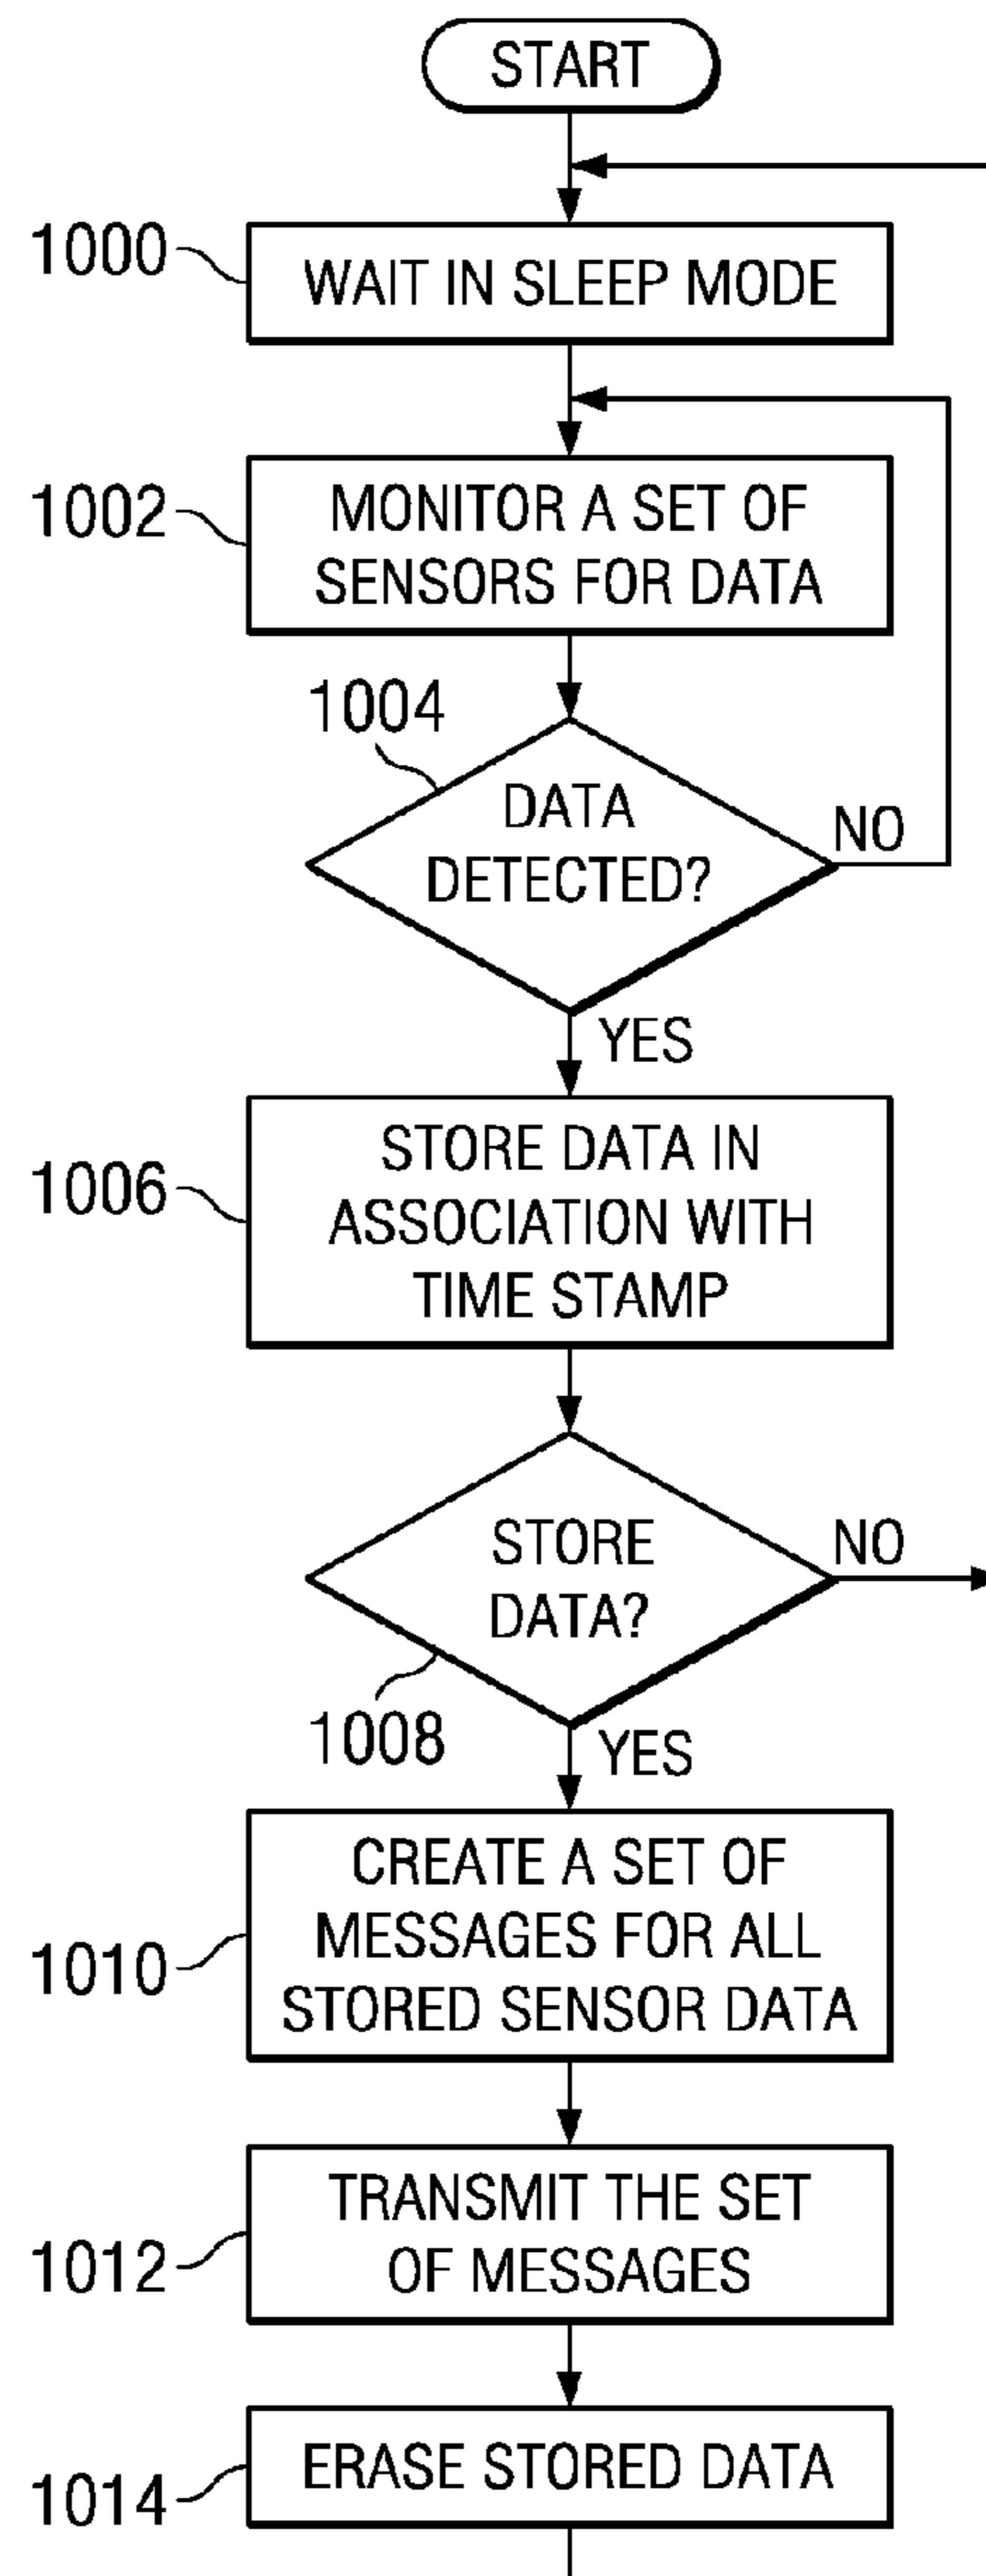 START
1000
WAIT IN SLEEP MODE
1002
MONITOR A SET OF
SENSORS FOR DATA
1004
DATA
DETECTED?
NO
YES
1006
STORE DATA IN
ASSOCIATION WITH
TIME STAMP
STORE
DATA?
NO
1008
YES
1010
CREATE A SET OF
MESSAGES FOR ALL
STORED SENSOR DATA
1012
TRANSMIT THE SET
OF MESSAGES
1014
ERASE STORED DATA